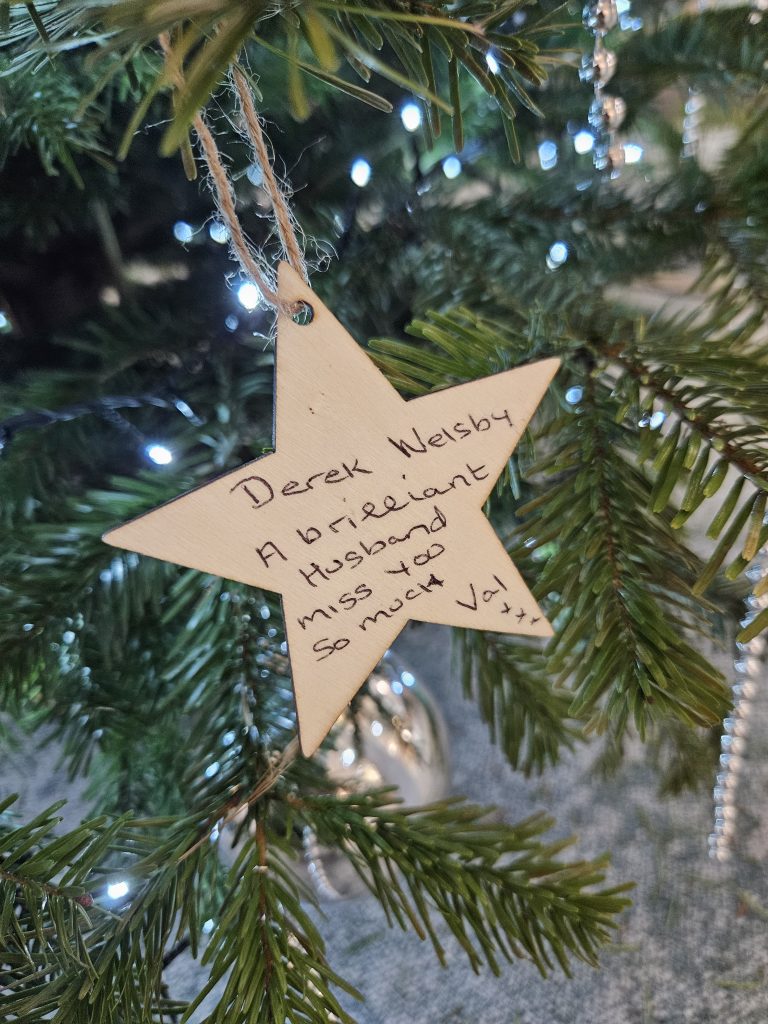 Derek Welsby
A brilliant
Husband
miss you
so much
Val
xxx